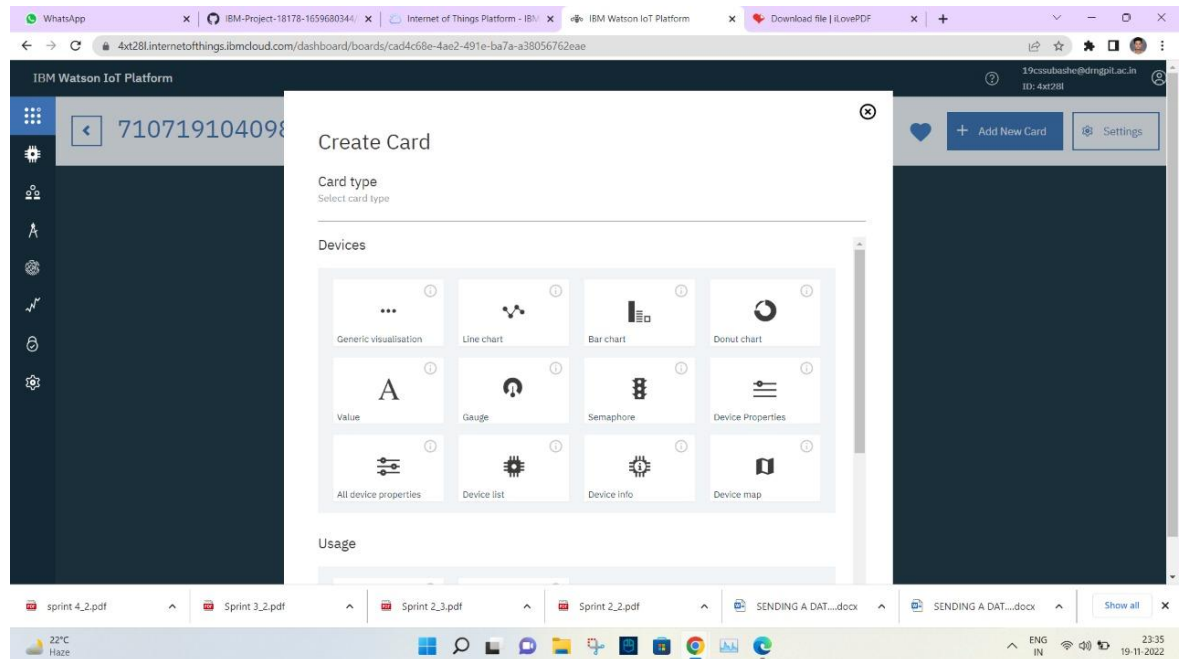 WhatsApp
IBM-Project-18178-1659680344/
Internet of Things Platform - IBM
IBM Watson IoT Platform
Download file | iLovePDF
4xt28l.internetofthings.ibmcloud.com/dashboard/boards/cad4c68e-4ae2-491e-ba7a-a38056762eae
IBM Watson IoT Platform
19cssubashe@drngpit.ac.in
ID: 4xt28l
710719104098
Add New Card
Settings
Create Card
Card type
Select card type
Devices
Generic visualisation
Line chart
Bar chart
Donut chart
A
Value
Gauge
Semaphore
Device Properties
All device properties
Device list
Device info
Device map
Usage
sprint 4_2.pdf
Sprint 3_2.pdf
Sprint 2_3.pdf
Sprint 2_2.pdf
SENDING A DAT....docx
SENDING A DAT....docx
Show all
22°C
Haze
ENG
IN
23:35
19-11-2022